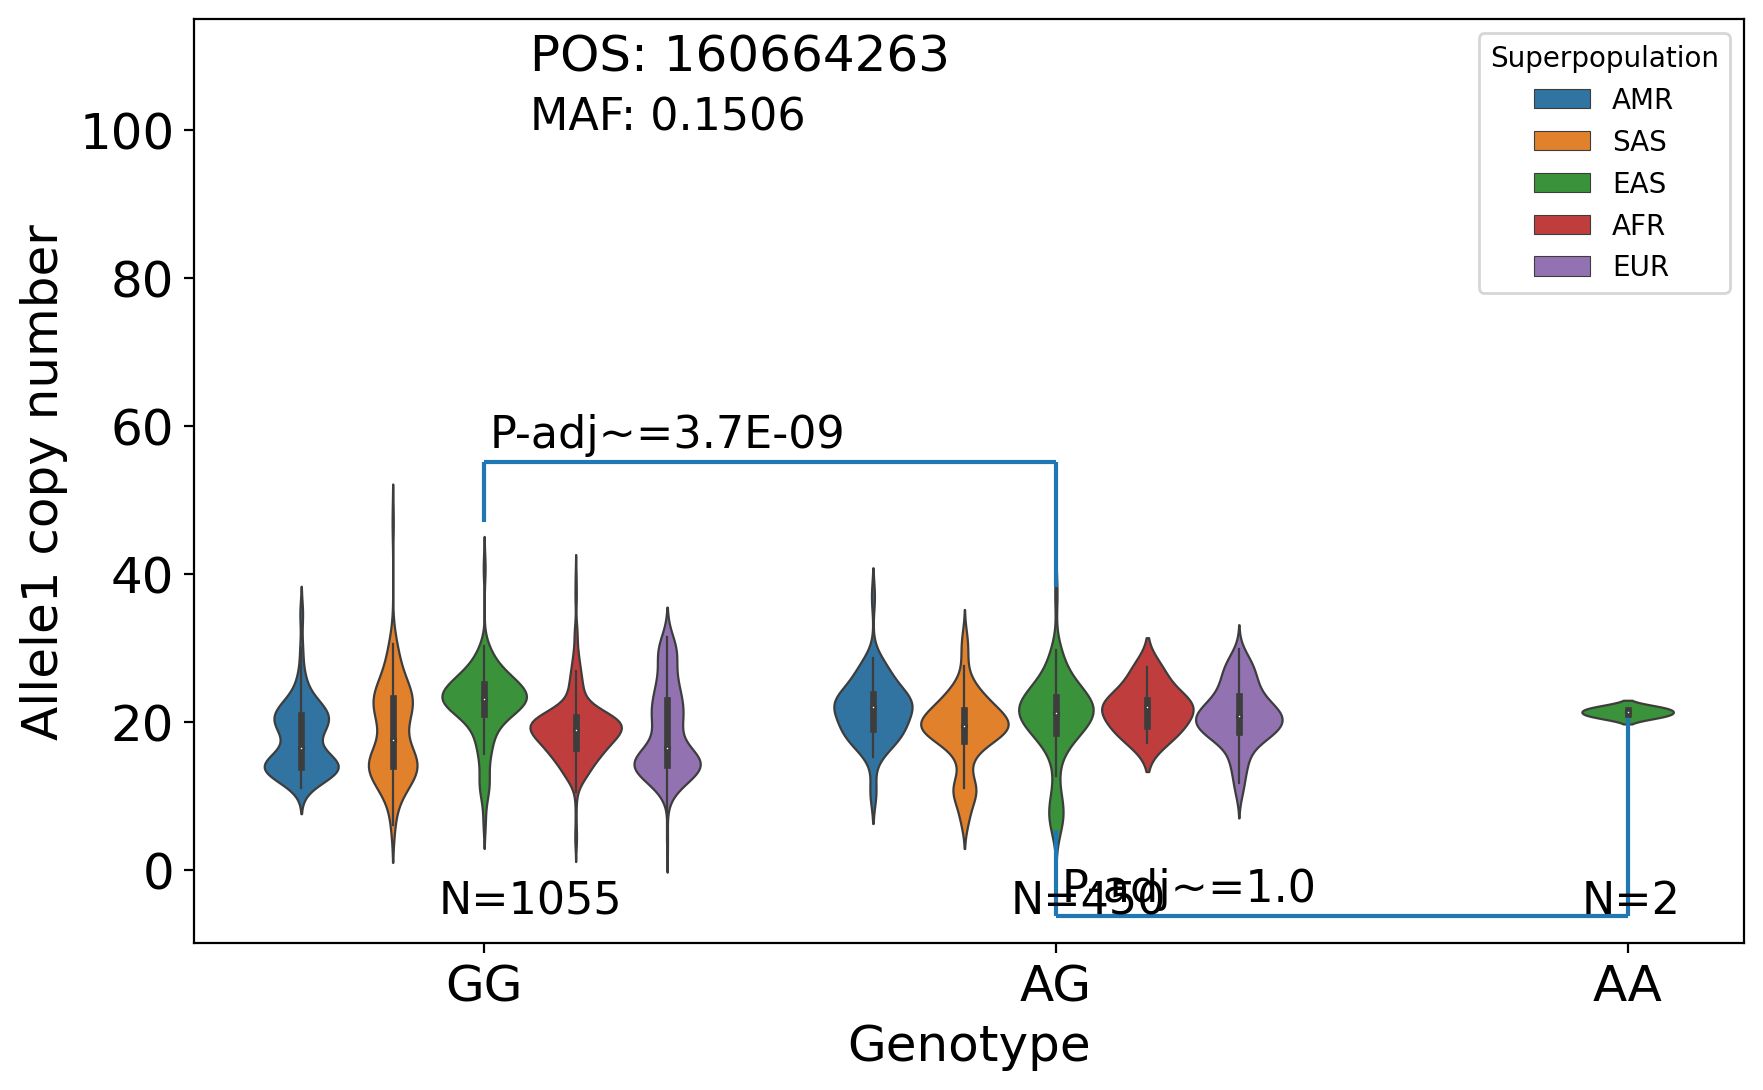 POS: 160664263
MAF: 0.1506
Superpopulation
AMR
SAS
EAS
AFR
EUR
Allele1 copy number
100
80
60
40
20
0
P-adj~=3.7E-09
P-adj~=1.0
N=1055
N=450
N=2
GG
AG
AA
Genotype